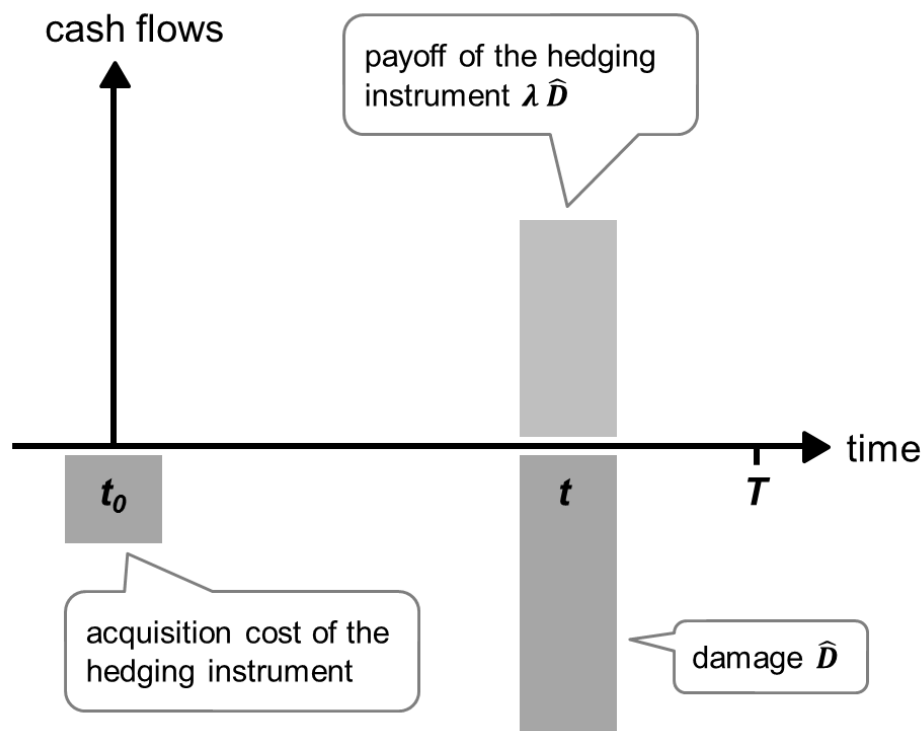 cash flows
payoff of the hedging
instrument λ D̂
time
t₀
t
T
acquisition cost of the
hedging instrument
damage D̂